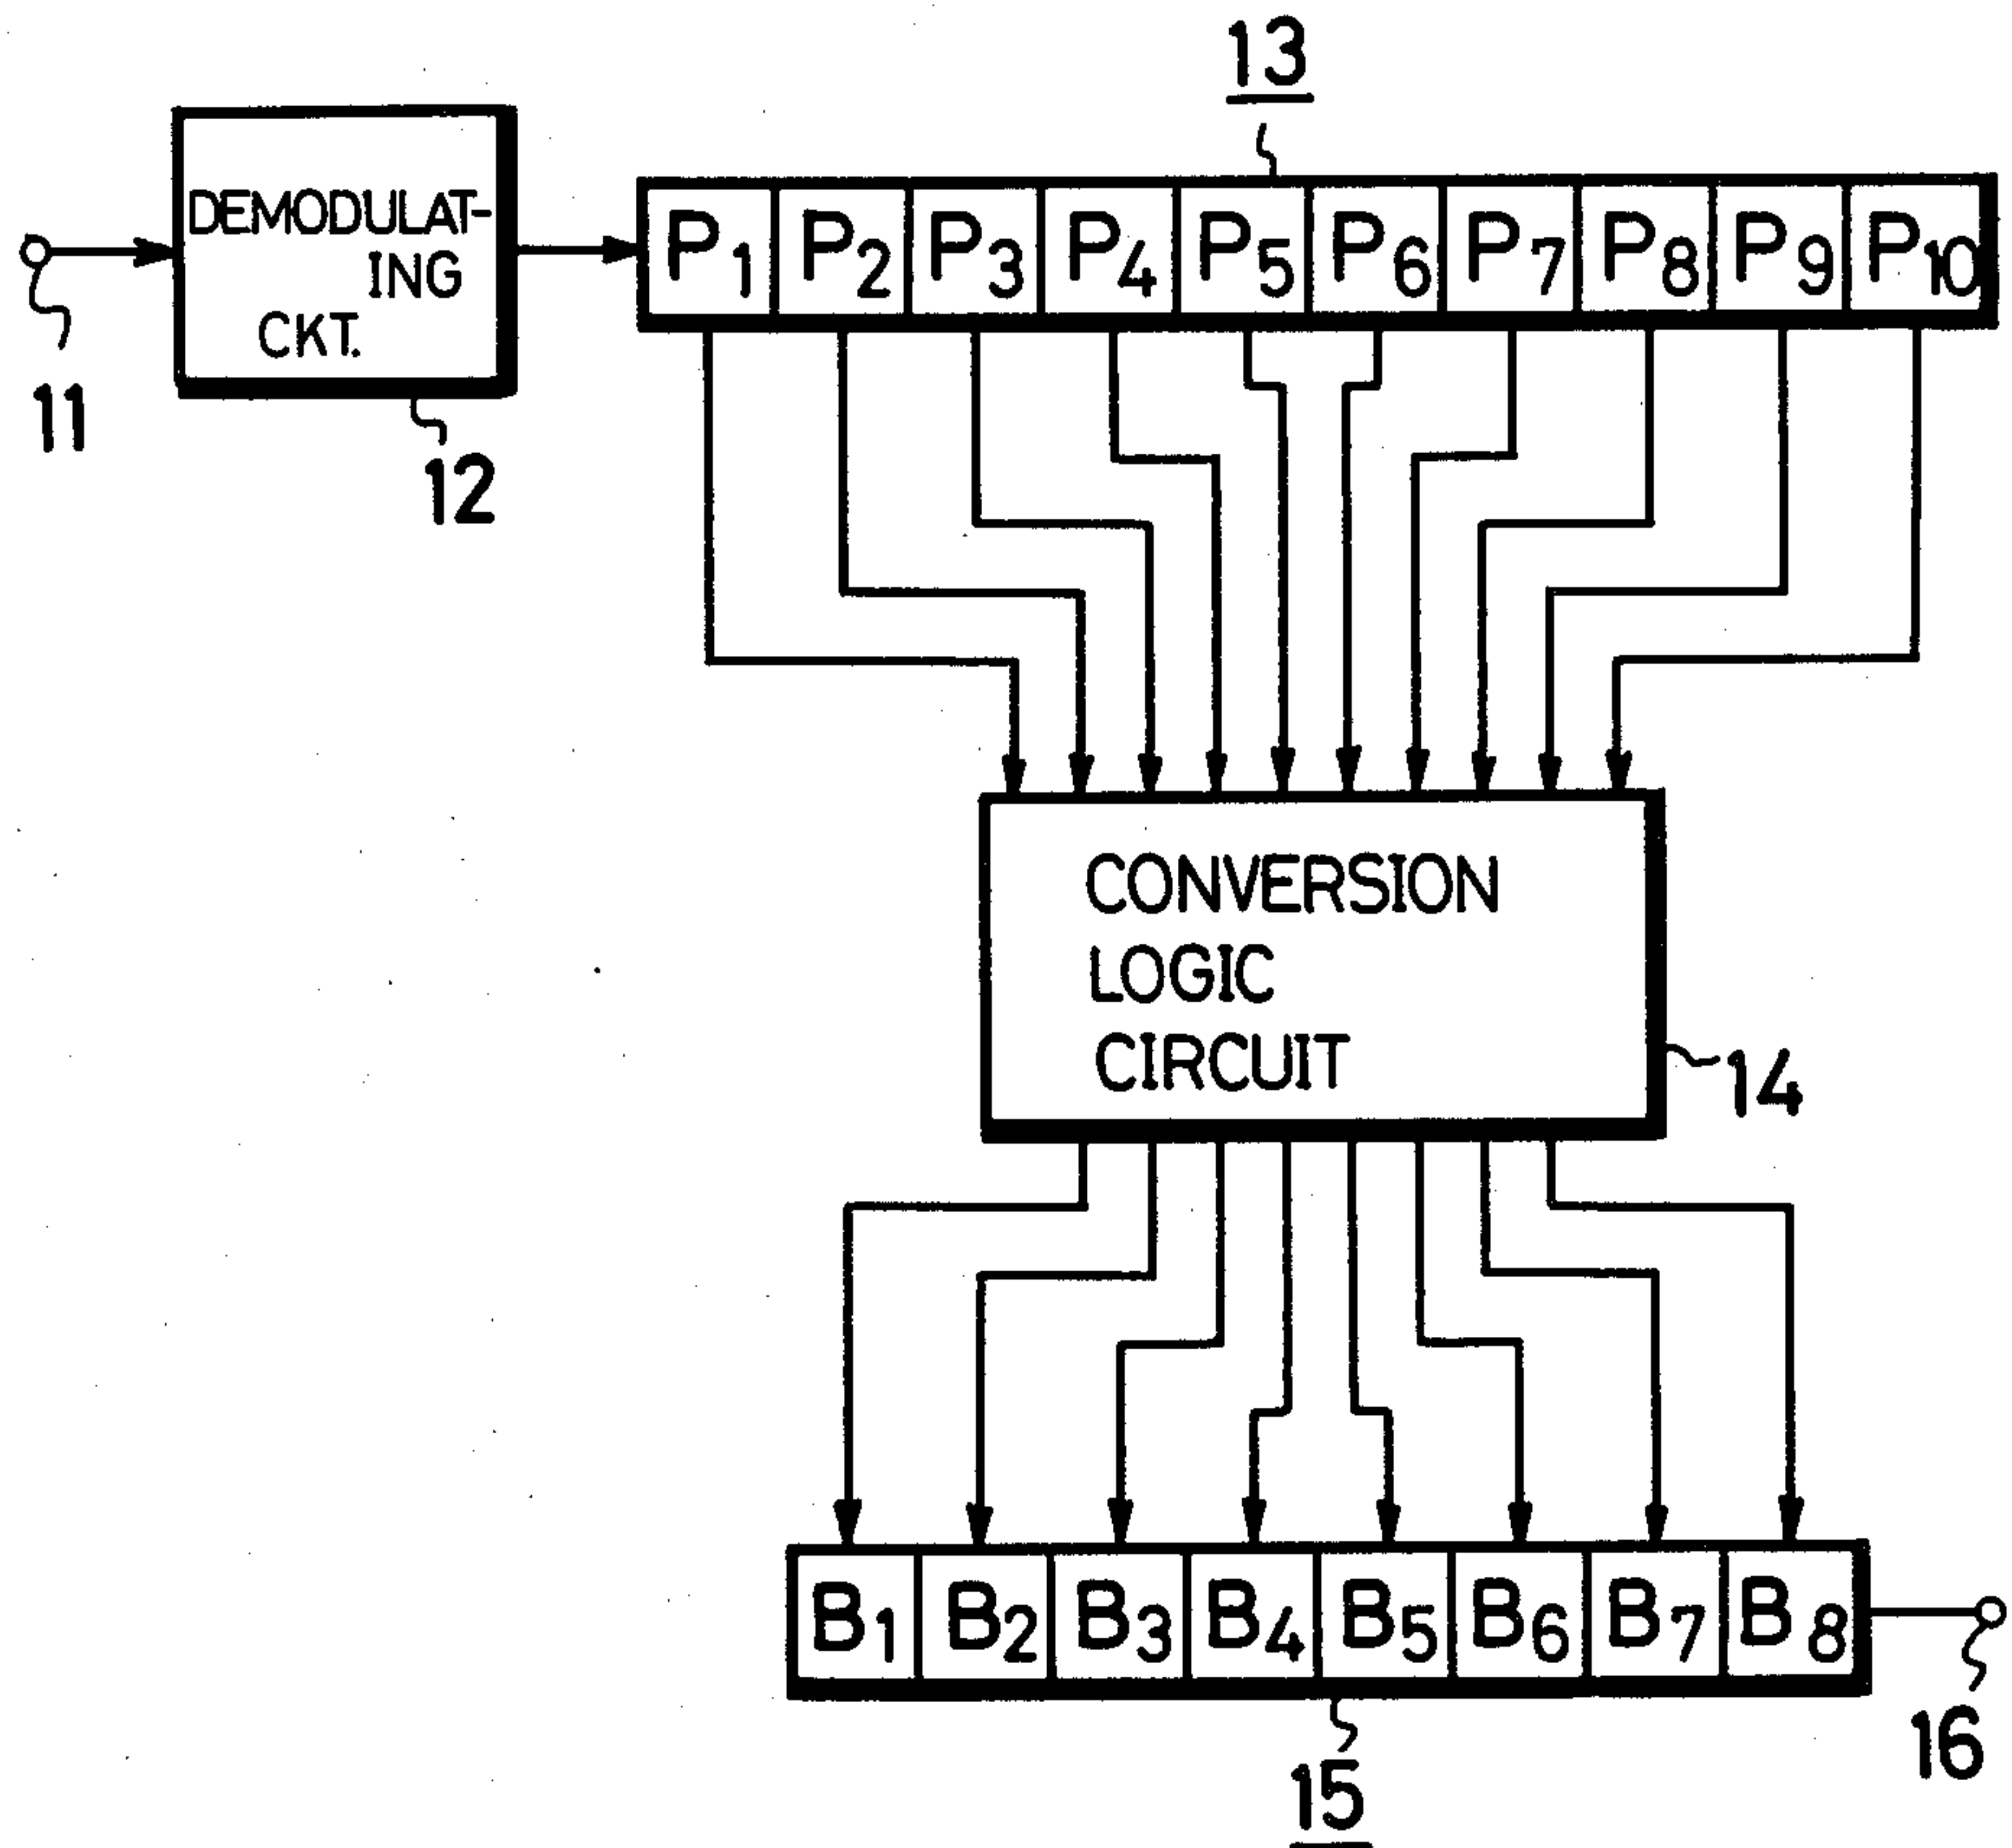 13
DEMODULAT-
ING
CKT.
P1 P2 P3 P4 P5 P6 P7 P8 P9 P10
11
12
CONVERSION
LOGIC
CIRCUIT
14
B1 B2 B3 B4 B5 B6 B7 B8
16
15